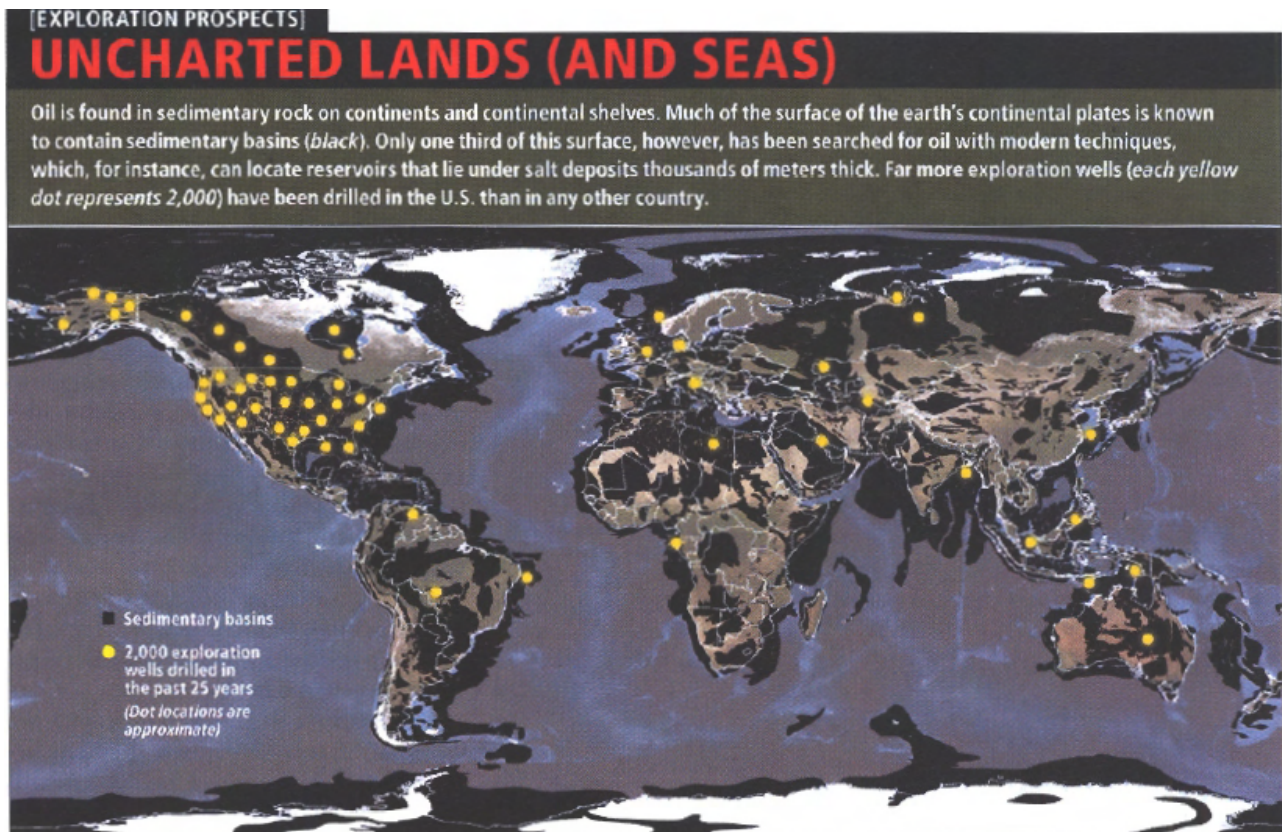 [EXPLORATION PROSPECTS]
UNCHARTED LANDS (AND SEAS)
Oil is found in sedimentary rock on continents and continental shelves. Much of the surface of the earth's continental plates is known
to contain sedimentary basins (black). Only one third of this surface, however, has been searched for oil with modern techniques,
which, for instance, can locate reservoirs that lie under salt deposits thousands of meters thick. Far more exploration wells (each yellow
dot represents 2,000) have been drilled in the U.S. than in any other country.
Sedimentary basins
2,000 exploration
wells drilled in
the past 25 years
(Dot locations are
approximate)